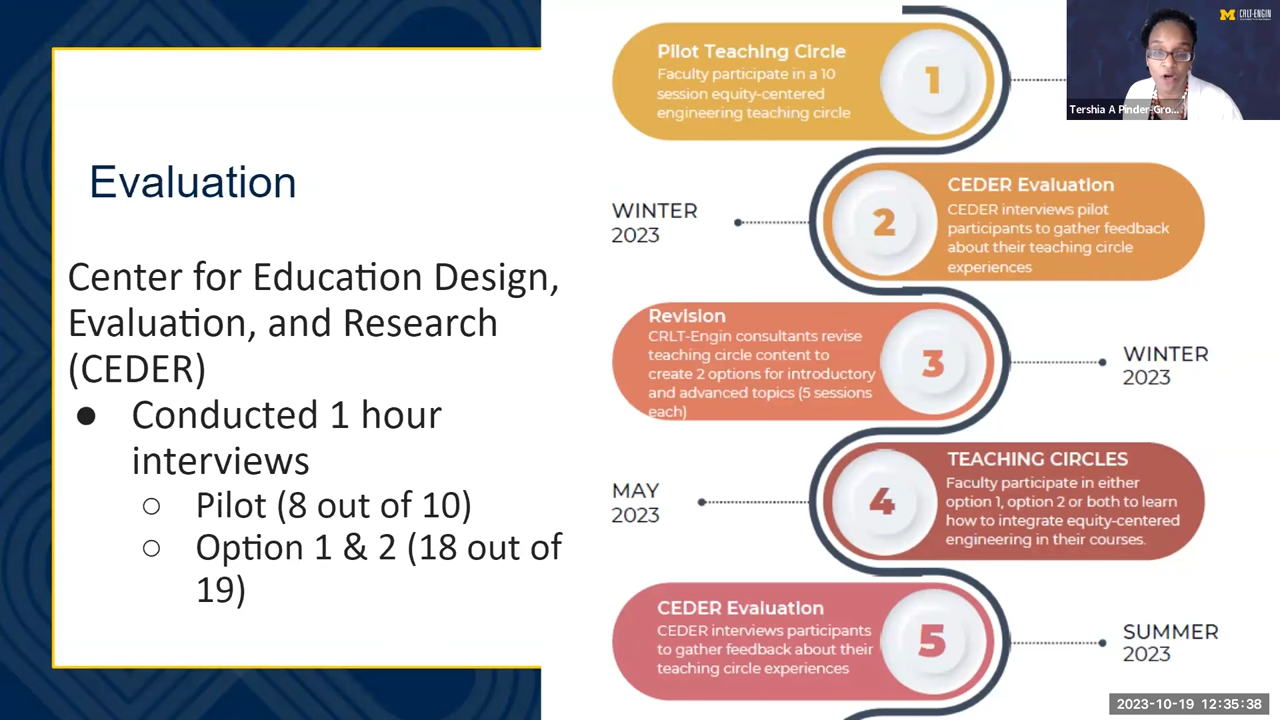 Evaluation
Center for Education Design,
Evaluation, and Research
(CEDER)
● Conducted 1 hour
interviews
○ Pilot (8 out of 10)
○ Option 1 & 2 (18 out of
19)
Pilot Teaching Circle
Faculty participate in a 10
session equity-centered
engineering teaching circle
1
WINTER
2023
2
CEDER Evaluation
CEDER interviews pilot
participants to gather feedback
about their teaching circle
experiences
Revision
CRLT-Engin consultants revise
teaching circle content to
create 2 options for introductory
and advanced topics (5 sessions
each)
3
WINTER
2023
MAY
2023
4
TEACHING CIRCLES
Faculty participate in either
option 1, option 2 or both to learn
how to integrate equity-centered
engineering in their courses.
CEDER Evaluation
CEDER interviews participants
to gather feedback about their
teaching circle experiences
5
SUMMER
2023
M CRLT-ENGIN
Tershia A Pinder-Gro...
2023-10-19 12:35:38